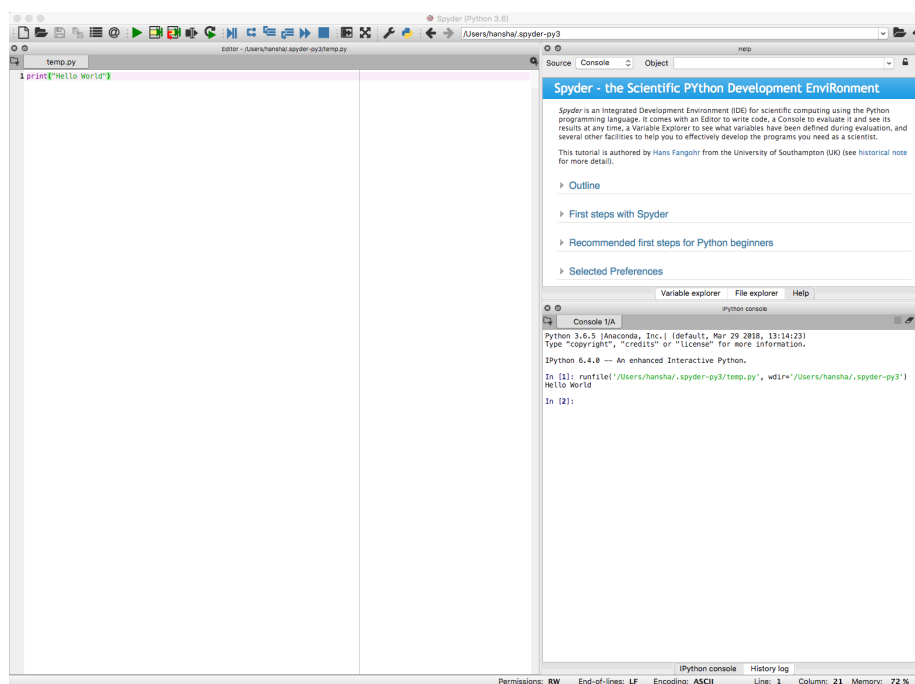 Spyder (Python 3.6)
/Users/hansha/.spyder-py3
Editor - /Users/hansha/.spyder-py3/temp.py
temp.py
1 print("Hello World")
Help
Source Console Object
Spyder - the Scientific PYthon Development EnviRonment
Spyder is an Integrated Development Environment (IDE) for scientific computing using the Python
programming language. It comes with an Editor to write code, a Console to evaluate it and see its
results at any time, a Variable Explorer to see what variables have been defined during evaluation, and
several other facilities to help you to effectively develop the programs you need as a scientist.
This tutorial is authored by Hans Fangohr from the University of Southampton (UK) (see historical note
for more detail).
Outline
First steps with Spyder
Recommended first steps for Python beginners
Selected Preferences
Variable explorer File explorer Help
IPython console
Console 1/A
Python 3.6.5 |Anaconda, Inc.| (default, Mar 29 2018, 13:14:23)
Type "copyright", "credits" or "license" for more information.
IPython 6.4.0 -- An enhanced Interactive Python.
In [1]: runfile('/Users/hansha/.spyder-py3/temp.py', wdir='/Users/hansha/.spyder-py3')
Hello World
In [2]:
IPython console History log
Permissions: RW End-of-lines: LF Encoding: ASCII Line: 1 Column: 21 Memory: 72 %